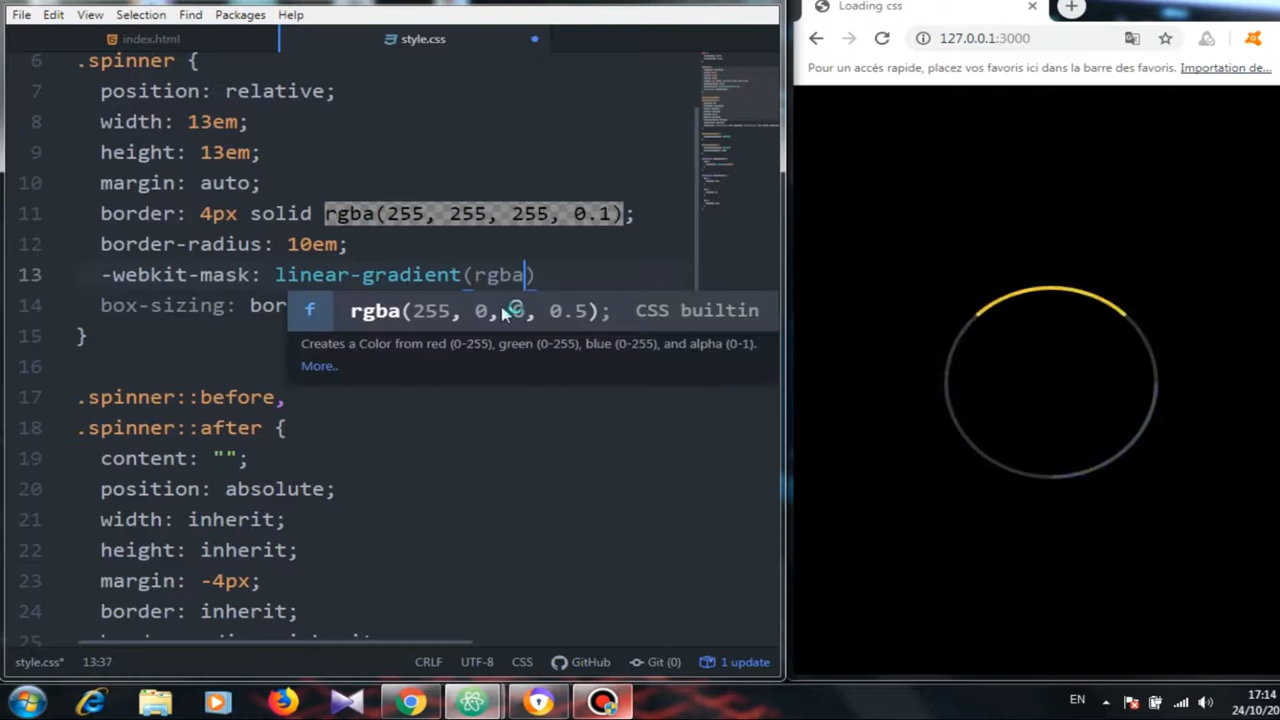 File Edit View Selection Find Packages Help
Loading css
index.html
style.css
127.0.0.1:3000
Pour un accès rapide, placez vos favoris ici dans la barre des favoris. Importation de...
6 .spinner {
7 position: relative;
8 width: 13em;
9 height: 13em;
10 margin: auto;
11 border: 4px solid rgba(255, 255, 255, 0.1);
12 border-radius: 10em;
13 -webkit-mask: linear-gradient(rgba)
14 box-sizing: bor
f rgba(255, 0, 0, 0.5); CSS builtin
Creates a Color from red (0-255), green (0-255), blue (0-255), and alpha (0-1).
More..
15 }
16
17 .spinner::before,
18 .spinner::after {
19 content: "";
20 position: absolute;
21 width: inherit;
22 height: inherit;
23 margin: -4px;
24 border: inherit;
25
style.css* 13:37 CRLF UTF-8 CSS GitHub Git (0) 1 update
EN
17:14
24/10/20